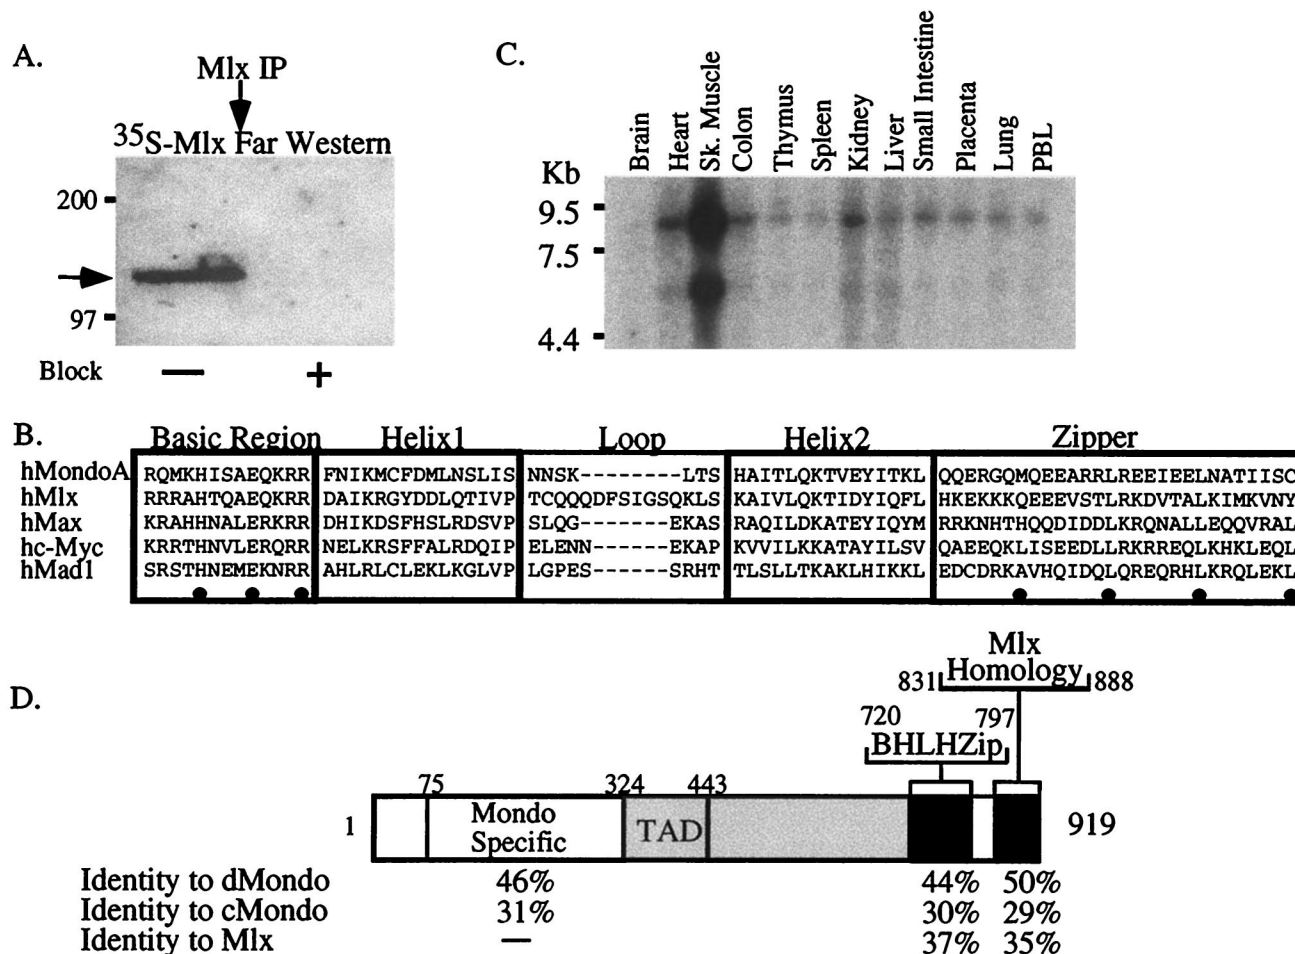 A.
Mlx IP
35S-Mlx Far Western
200
97
Block — +
C.
Brain
Heart
Sk. Muscle
Colon
Thymus
Spleen
Kidney
Liver
Small Intestine
Placenta
Lung
PBL
Kb
9.5
7.5
4.4
B.
Basic Region Helix1 Loop Helix2 Zipper
hMondoA RQMKHISAEQKRR FNIKMCFDMLNSLIS NNSK--------LTS HAITLQKTVEYITKL QQERGQMQEEARRLREEIEELNATIISC
hMlx RRRAHTQAEQKRR DAIKRGYDDLQTIVP TCQQQDFSIGSQKLS KAIVLQKTIDYIQFL HKEKKKQEEEVSTLRKDVTALKIMKVNY
hMax KRAHHNALERKRR DHIKDSFHSLRDSVP SLQG-------EKAS RAQILDKATEYIQYM RRKNHTHQQDIDDLKRQNALLEQQVRAL
hc-Myc KRRTHNVLERQRR NELKRSFFALRDQIP ELENN------EKAP KVVILKKATAYILSV QAEEQKLISEEDLLRKRREQLKHKLEQL
hMad1 SRSTHNEMEKNRR AHLRLCLEKLKGLVP LGPES------SRHT TLSLLTKAKLHIKKL EDCDRKAVHQIDQLQREQRHLKRQLEKL
D.
Mlx
Homology
831 888
720 797
BHLHZip
75 324 443
1 Mondo
Specific TAD 919
Identity to dMondo 46% 44% 50%
Identity to cMondo 31% 30% 29%
Identity to Mlx — 37% 35%